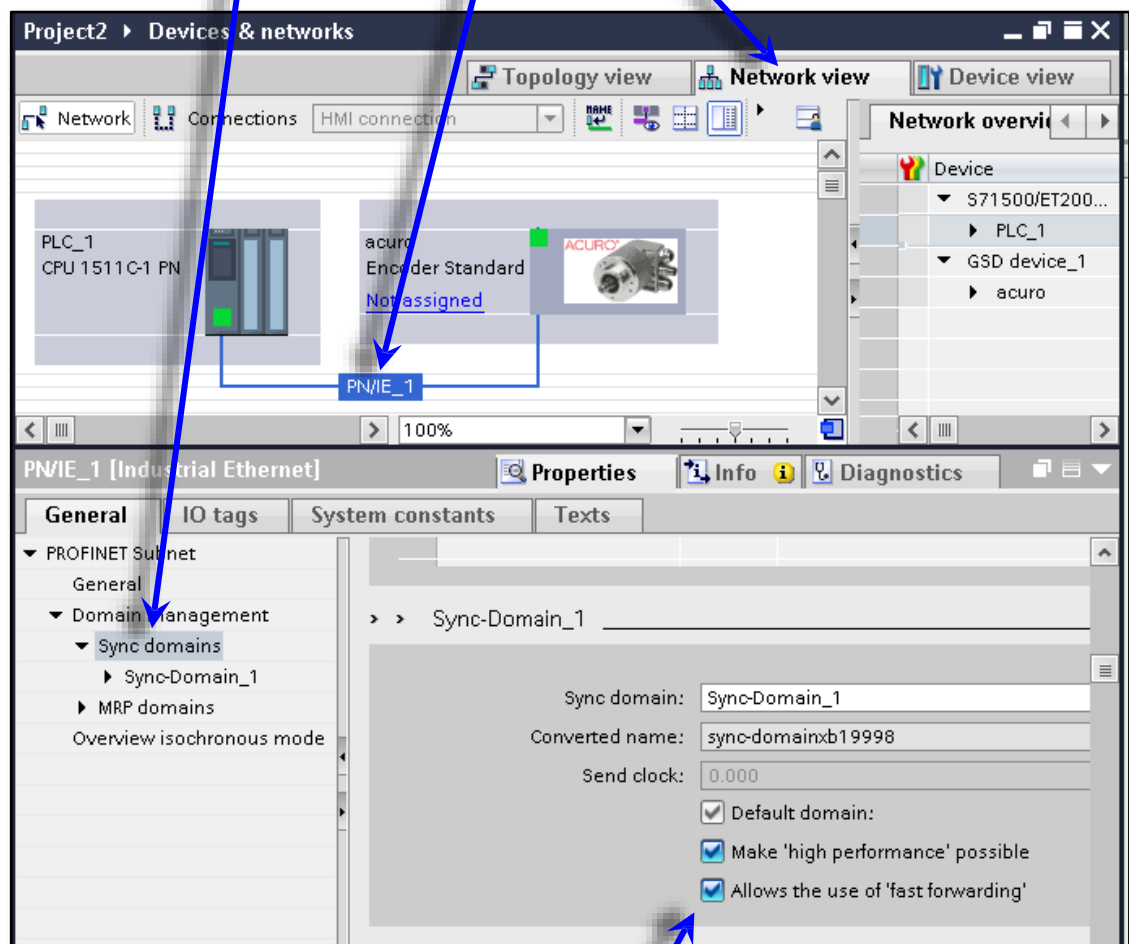 Project2 ▸ Devices & networks
Topology view Network view Device view
Network Connections HMI connection NAME Network overvi
PLC_1
CPU 1511C-1 PN
acuro
Encoder Standard
Not assigned
ACURO®
PN/IE_1
Device
S71500/ET200...
PLC_1
GSD device_1
acuro
100%
PN/IE_1 [Industrial Ethernet] Properties Info Diagnostics
General IO tags System constants Texts
PROFINET Subnet
General
Domain Management
Sync domains
Sync-Domain_1
MRP domains
Overview isochronous mode
> > Sync-Domain_1
Sync domain: Sync-Domain_1
Converted name: sync-domainxb19998
Send clock: 0.000
Default domain:
Make 'high performance' possible
Allows the use of 'fast forwarding'